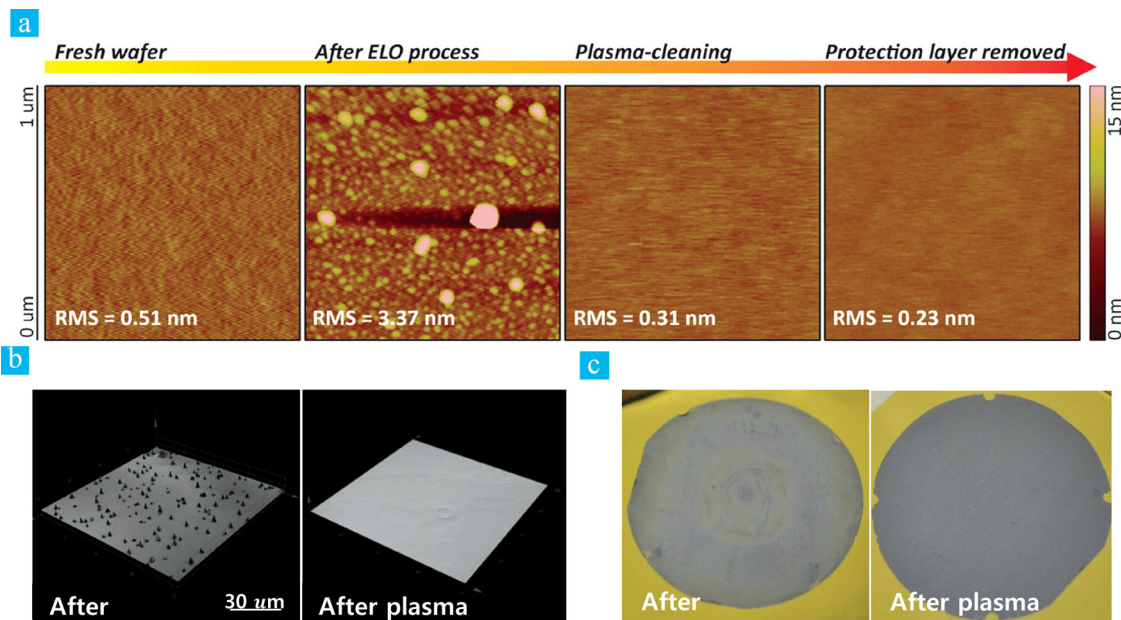 a
Fresh wafer
After ELO process
Plasma-cleaning
Protection layer removed
1 um
0 um
RMS = 0.51 nm
RMS = 3.37 nm
RMS = 0.31 nm
RMS = 0.23 nm
15 nm
0 nm
b
After
30 um
After plasma
c
After
After plasma